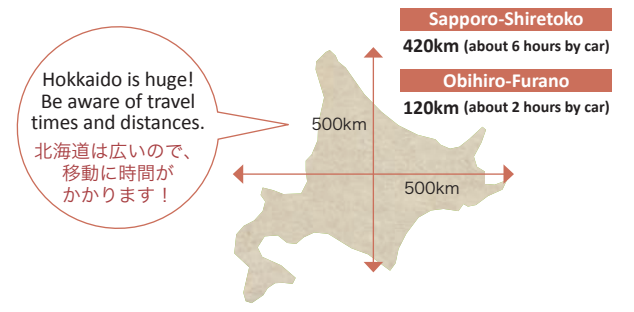 Hokkaido is huge!
Be aware of travel
times and distances.
北海道は広いので、
移動に時間が
かかります！
Sapporo-Shiretoko
420km (about 6 hours by car)
Obihiro-Furano
120km (about 2 hours by car)
500km
500km